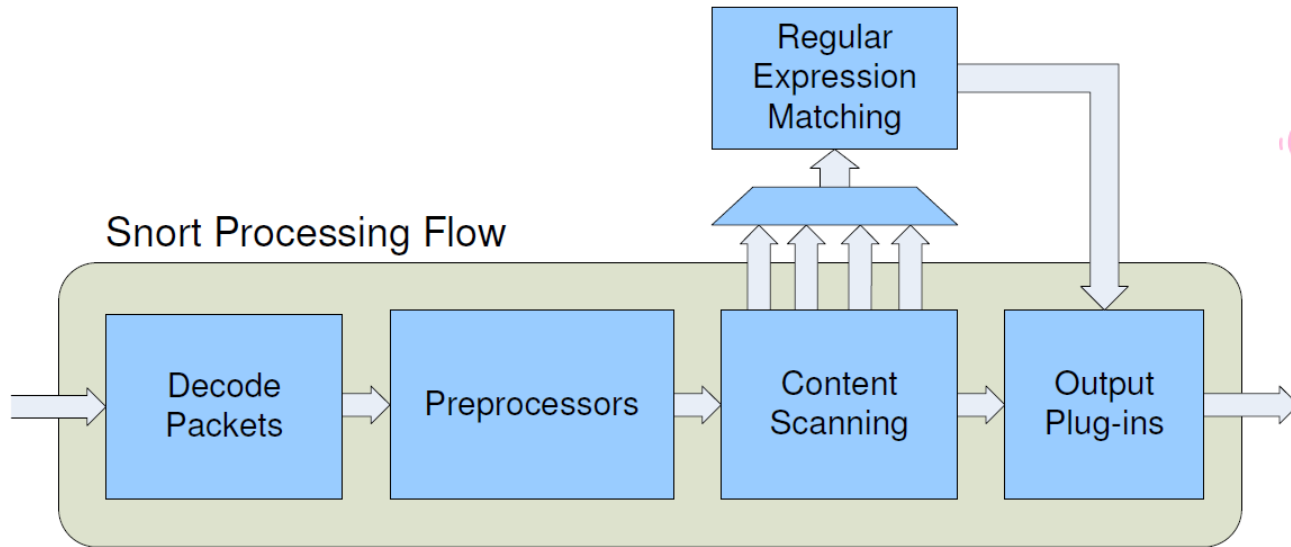 Regular
Expression
Matching
Snort Processing Flow
Decode
Packets
Preprocessors
Content
Scanning
Output
Plug-ins